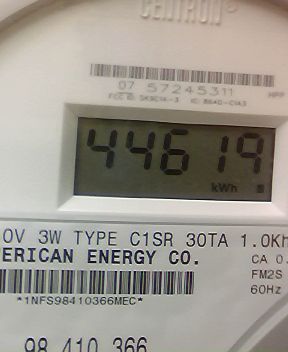 CENTRON®
07 57245311
HPP
44619
kWh
0V 3W TYPE C1SR 30TA 1.0Kh
ERICAN ENERGY CO.
CA 0.
FM2S
60Hz
*1NFS98410366MEC*
98 410 366